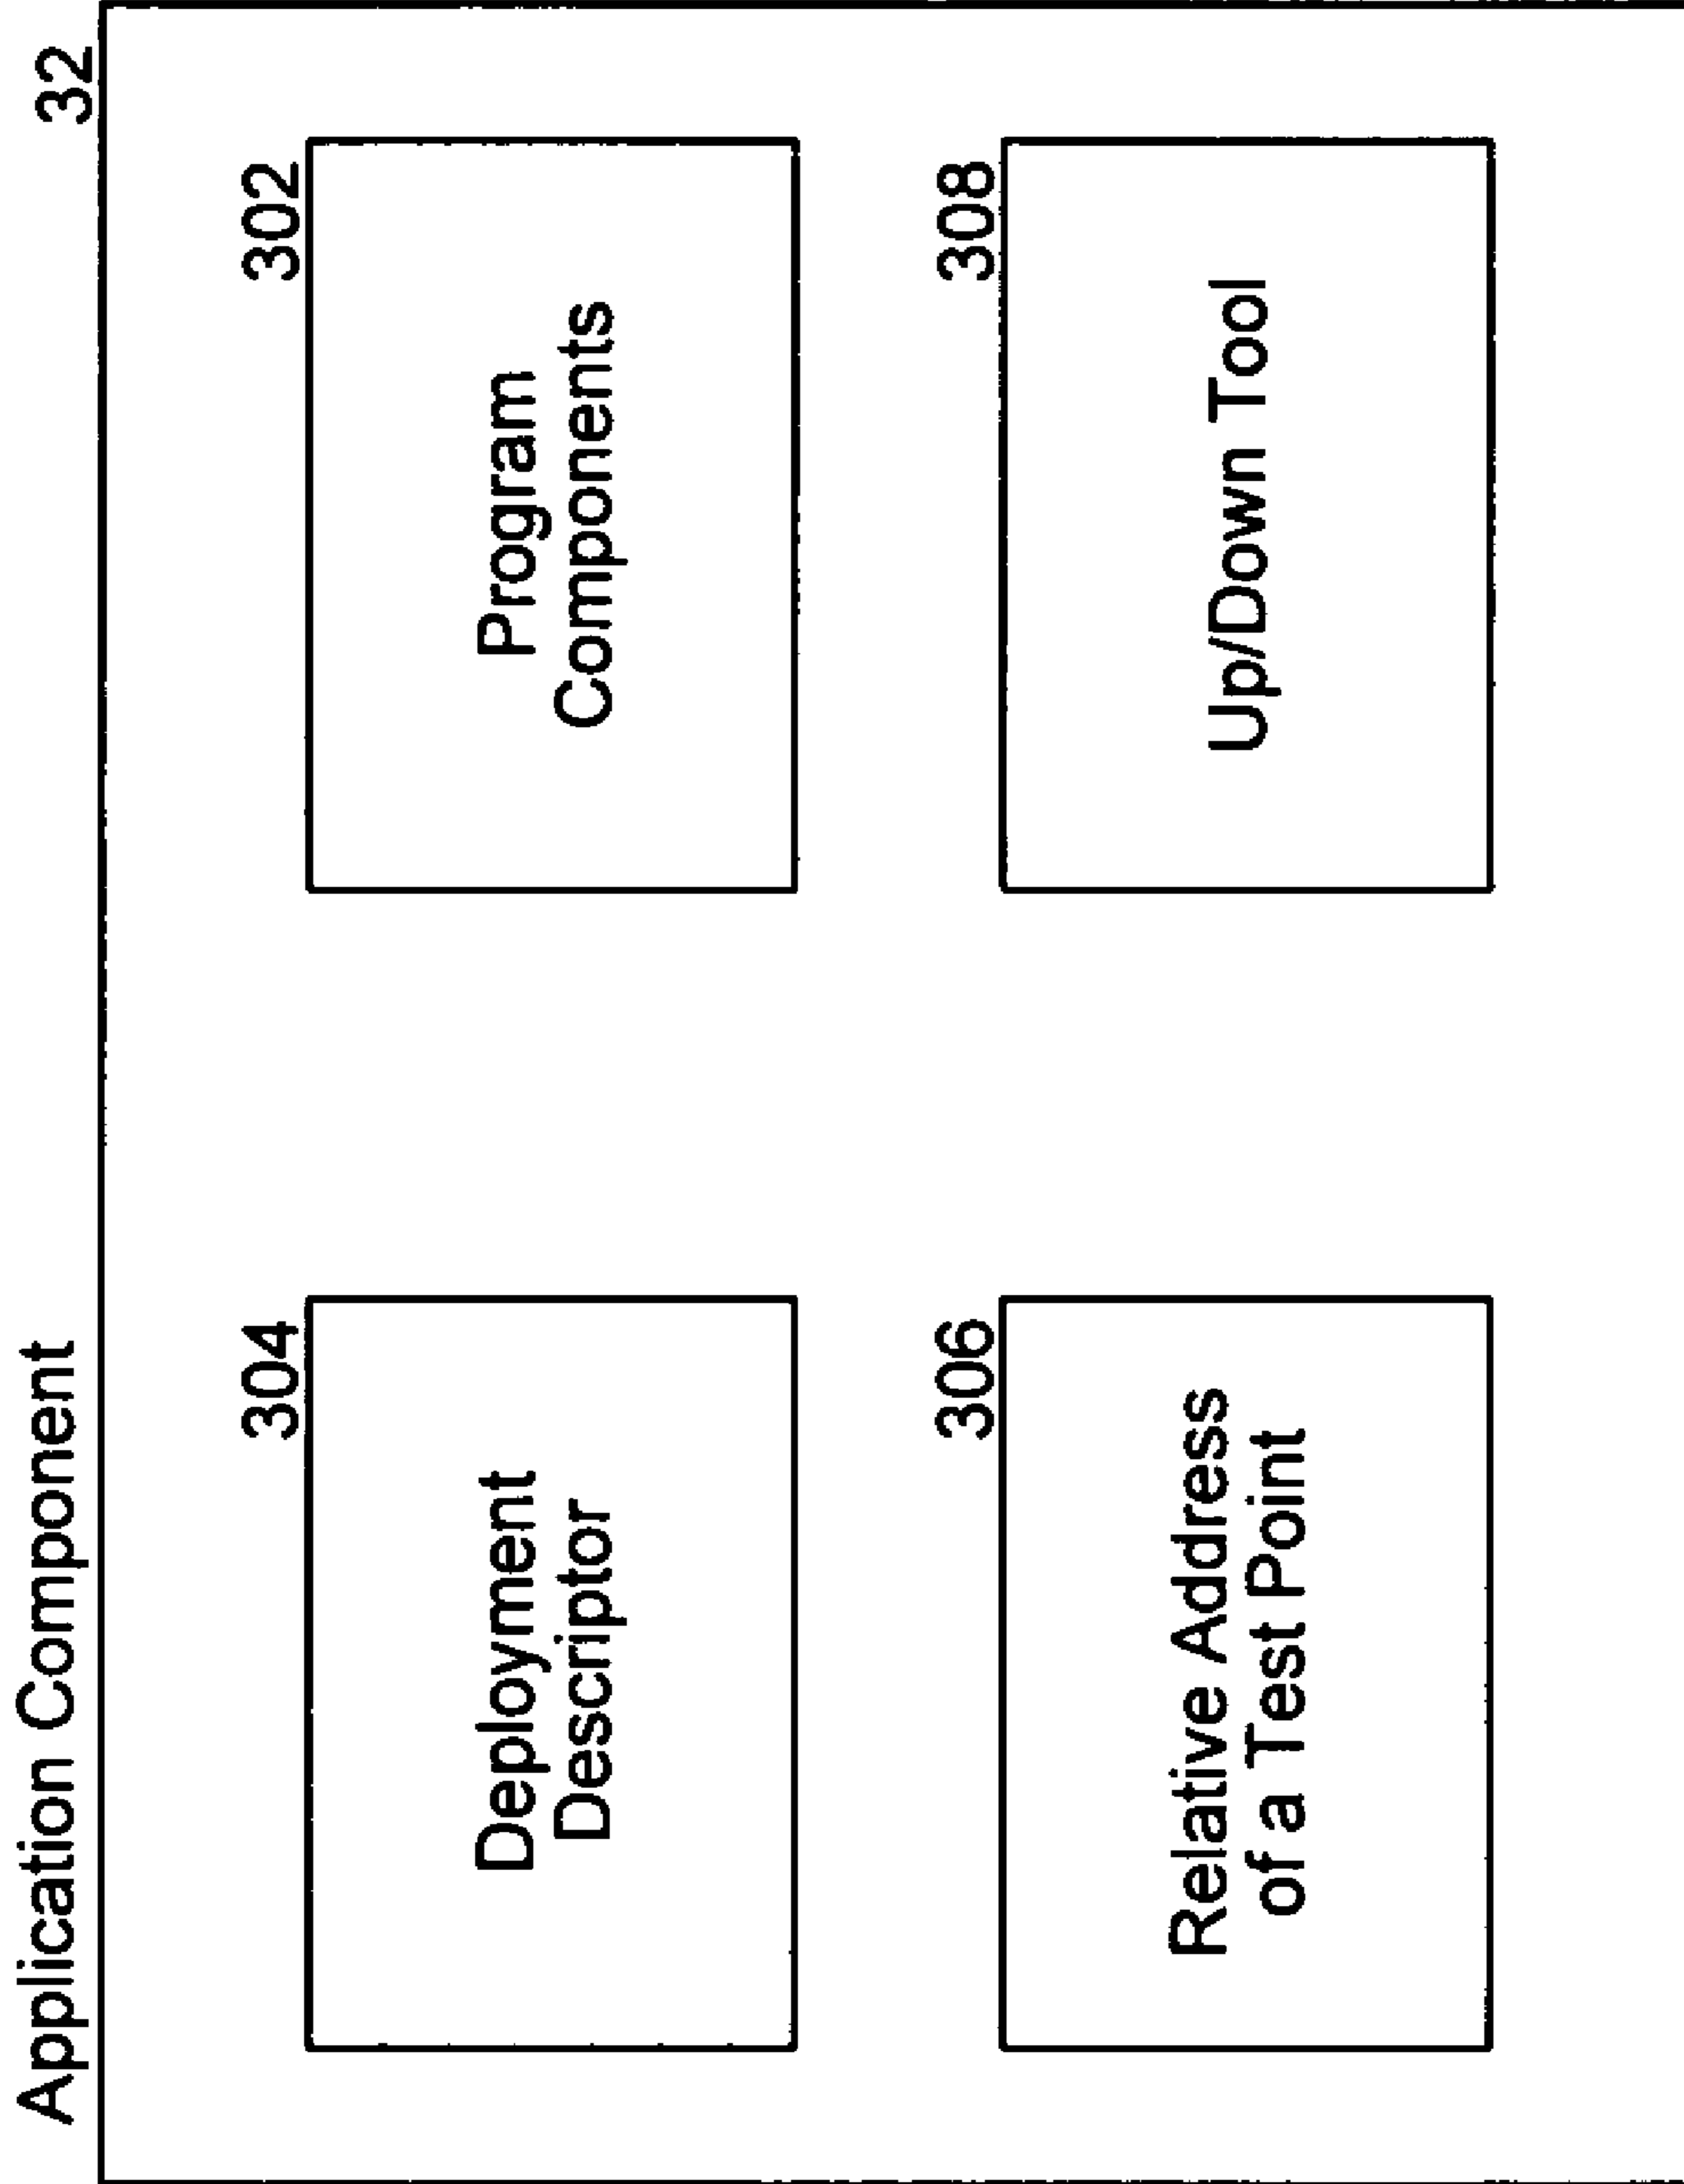 Application Component
32
304
Deployment
Descriptor
302
Program
Components
306
Relative Address
of a Test Point
308
Up/Down Tool